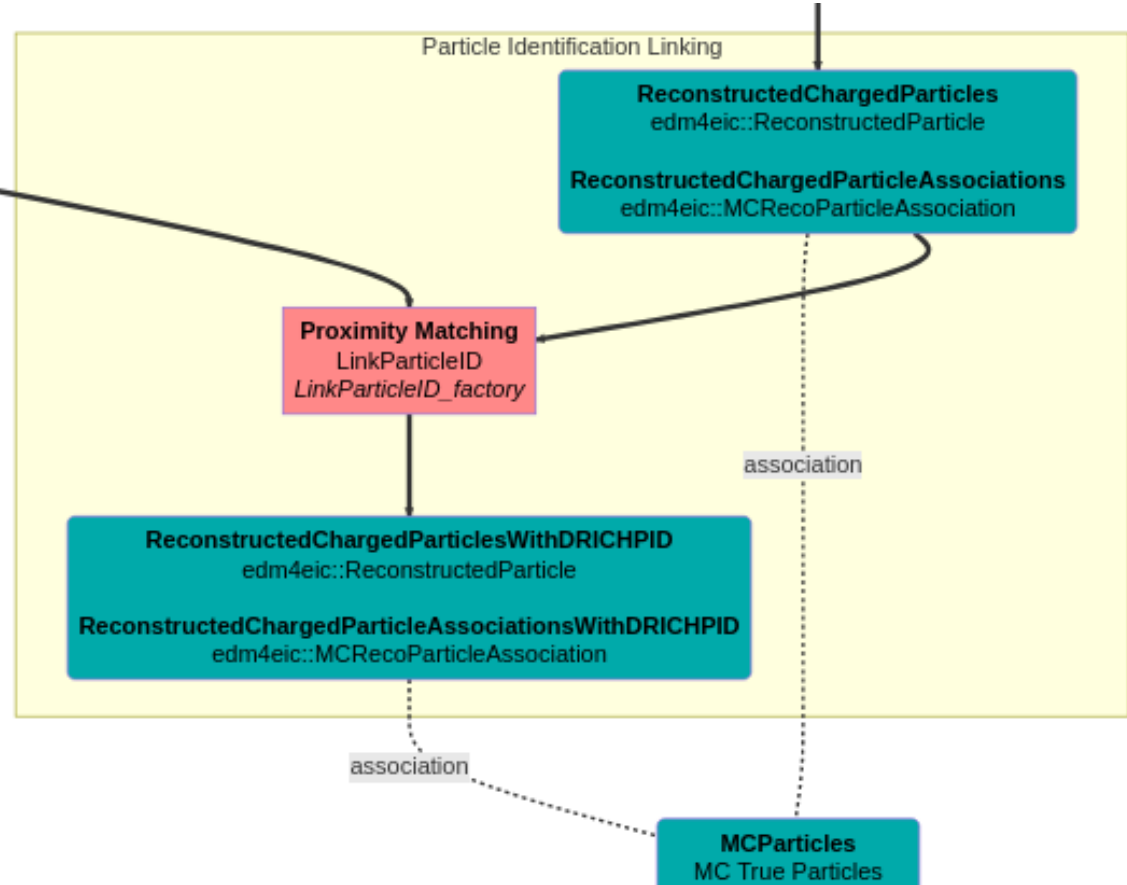 Particle Identification Linking
ReconstructedChargedParticles
edm4eic::ReconstructedParticle
ReconstructedChargedParticleAssociations
edm4eic::MCRecoParticleAssociation
Proximity Matching
LinkParticleID
LinkParticleID_factory
association
ReconstructedChargedParticlesWithDRICHPID
edm4eic::ReconstructedParticle
ReconstructedChargedParticleAssociationsWithDRICHPID
edm4eic::MCRecoParticleAssociation
association
MCParticles
MC True Particles